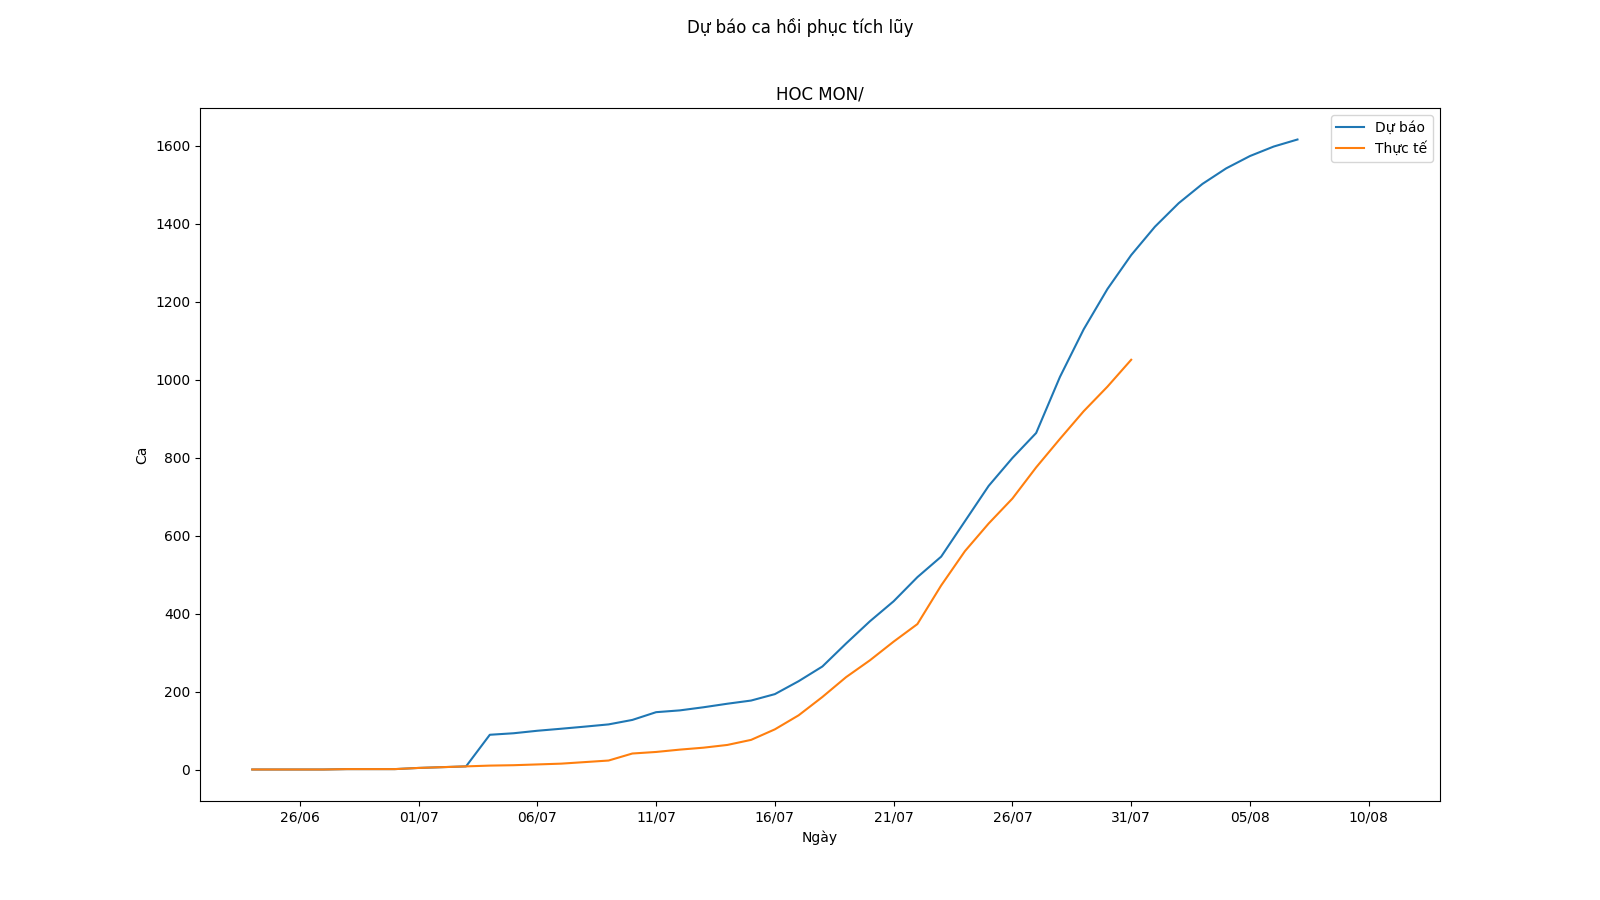 Dự báo ca hồi phục tích lũy
HOC MON/
Dự báo
Thực tế
1600
1400
1200
1000
800
600
400
200
0
Ca
26/06 01/07 06/07 11/07 16/07 21/07 26/07 31/07 05/08 10/08
Ngày